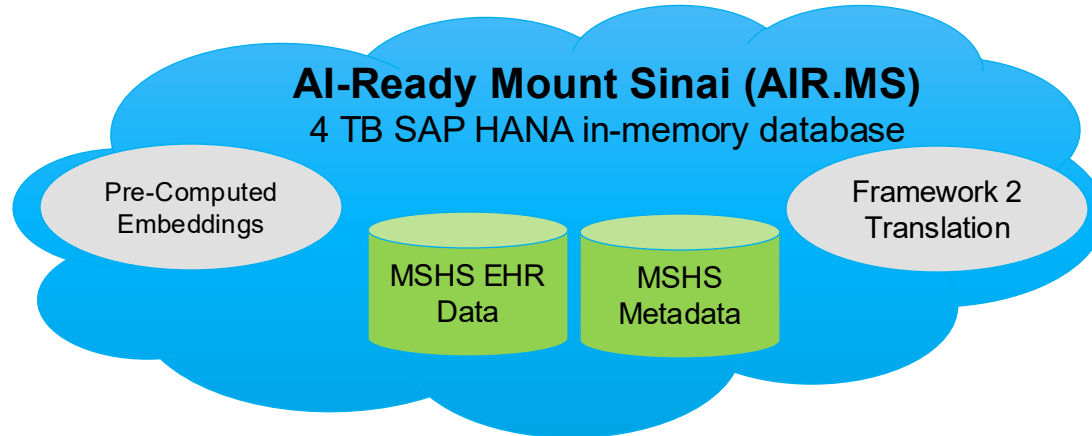 AI-Ready Mount Sinai (AIR.MS)
4 TB SAP HANA in-memory database
Pre-Computed
Embeddings
MSHS EHR
Data
MSHS
Metadata
Framework 2
Translation